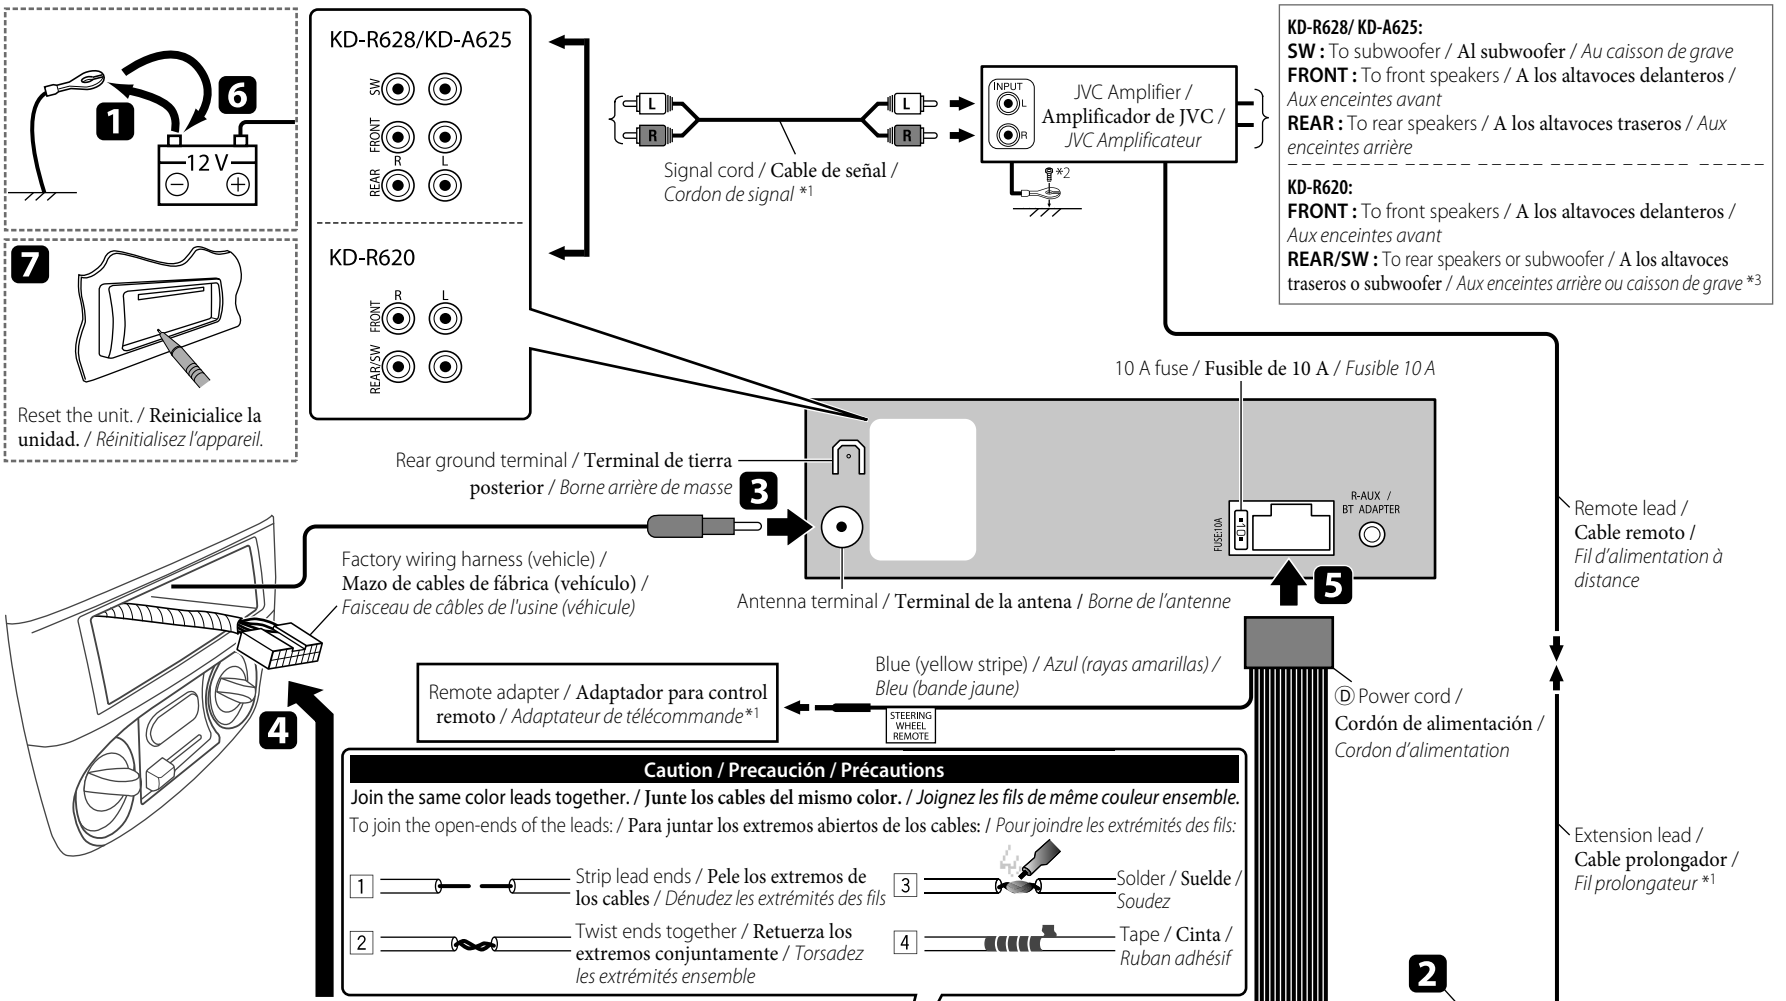 1
6
12 V
7
Reset the unit. / Reinicialice la
unidad. / Réinitialisez l’appareil.
KD-R628/KD-A625
SW
FRONT
R L
REAR
KD-R620
R L
FRONT
REAR/SW
L
R
L
R
Signal cord / Cable de señal /
Cordon de signal *1
INPUT
L
R
JVC Amplifier /
Amplificador de JVC /
JVC Amplificateur
*2
KD-R628/ KD-A625:
SW : To subwoofer / Al subwoofer / Au caisson de grave
FRONT : To front speakers / A los altavoces delanteros /
Aux enceintes avant
REAR : To rear speakers / A los altavoces traseros / Aux
enceintes arrière
KD-R620:
FRONT : To front speakers / A los altavoces delanteros /
Aux enceintes avant
REAR/SW : To rear speakers or subwoofer / A los altavoces
traseros o subwoofer / Aux enceintes arrière ou caisson de grave *3
10 A fuse / Fusible de 10 A / Fusible 10 A
Rear ground terminal / Terminal de tierra
posterior / Borne arrière de masse
3
FUSE:10A
10
R-AUX /
BT ADAPTER
Remote lead /
Cable remoto /
Fil d’alimentation à
distance
Factory wiring harness (vehicle) /
Mazo de cables de fábrica (vehículo) /
Faisceau de câbles de l'usine (véhicule)
Antenna terminal / Terminal de la antena / Borne de l’antenne
5
4
Remote adapter / Adaptador para control
remoto / Adaptateur de télécommande*1
Blue (yellow stripe) / Azul (rayas amarillas) /
Bleu (bande jaune)
STEERING
WHEEL
REMOTE
Ⓓ Power cord /
Cordón de alimentación /
Cordon d’alimentation
Caution / Precaución / Précautions
Join the same color leads together. / Junte los cables del mismo color. / Joignez les fils de même couleur ensemble.
To join the open-ends of the leads: / Para juntar los extremos abiertos de los cables: / Pour joindre les extrémités des fils:
1
Strip lead ends / Pele los extremos de
los cables / Dénudez les extrémités des fils
2
Twist ends together / Retuerza los
extremos conjuntamente / Torsadez
les extrémités ensemble
3
Solder / Suelde /
Soudez
4
Tape / Cinta /
Ruban adhésif
Extension lead /
Cable prolongador /
Fil prolongateur *1
2